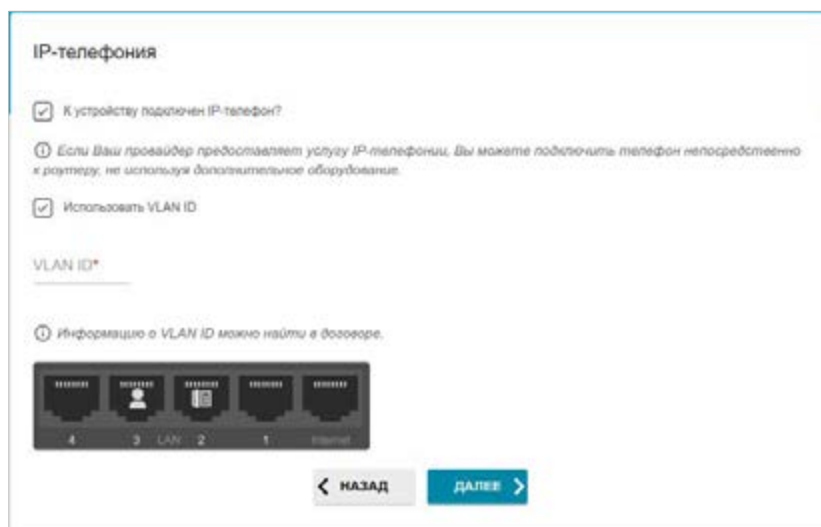 IP-телефония
К устройству подключен IP-телефон?
Если Ваш провайдер предоставляет услугу IP-телефонии, Вы можете подключить телефон непосредственно
к роутеру, не используя дополнительное оборудование.
Использовать VLAN ID
VLAN ID*
Информацию о VLAN ID можно найти в договоре.
4 3 LAN 2 1 Internet
НАЗАД ДАЛЕЕ